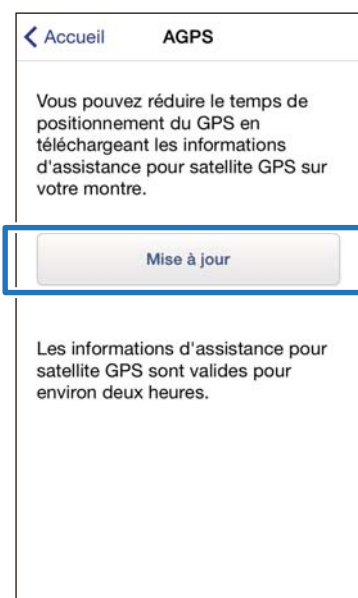 Accueil AGPS
Vous pouvez réduire le temps de
positionnement du GPS en
téléchargeant les informations
d'assistance pour satellite GPS sur
votre montre.
Mise à jour
Les informations d'assistance pour
satellite GPS sont valides pour
environ deux heures.